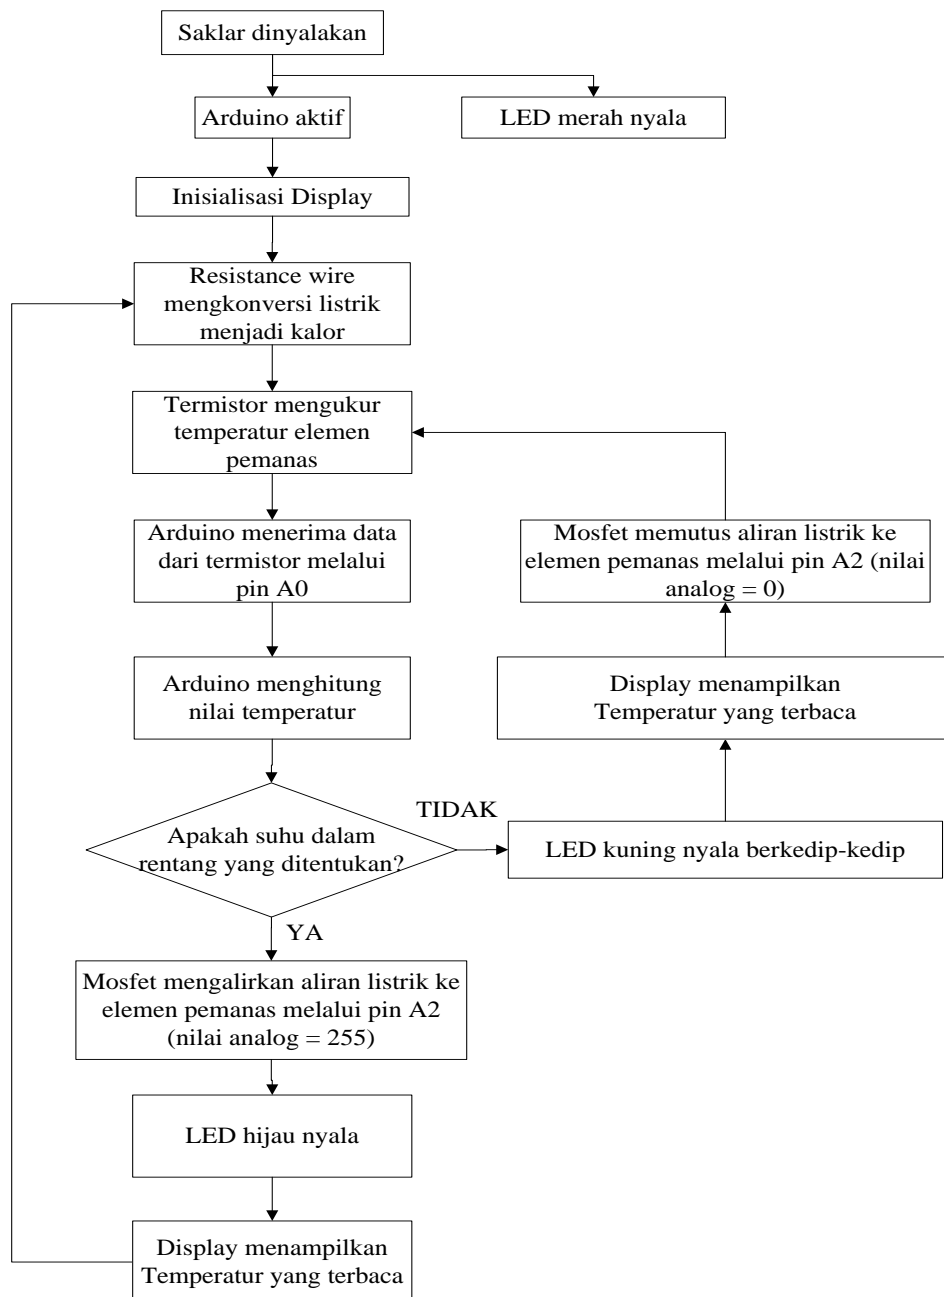 Saklar dinyalakan
Arduino aktif
LED merah nyala
Inisialisasi Display
Resistance wire
mengkonversi listrik
menjadi kalor
Termistor mengukur
temperatur elemen
pemanas
Arduino menerima data
dari termistor melalui
pin A0
Arduino menghitung
nilai temperatur
Apakah suhu dalam
rentang yang ditentukan?
TIDAK
LED kuning nyala berkedip-kedip
Display menampilkan
Temperatur yang terbaca
Mosfet memutus aliran listrik ke
elemen pemanas melalui pin A2 (nilai
analog = 0)
YA
Mosfet mengalirkan aliran listrik ke
elemen pemanas melalui pin A2
(nilai analog = 255)
LED hijau nyala
Display menampilkan
Temperatur yang terbaca